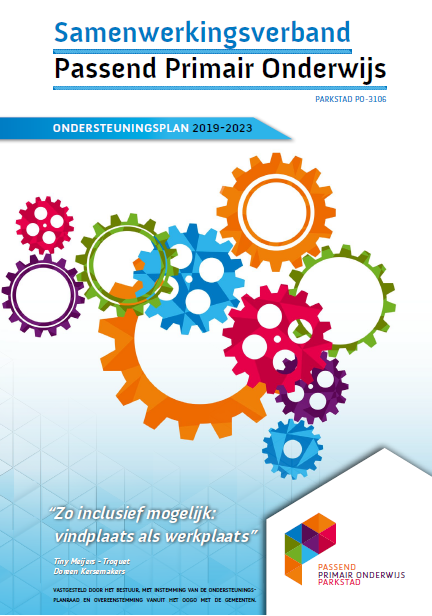 Samenwerkingsverband
Passend Primair Onderwijs
PARKSTAD PO-3106
ONDERSTEUNINGSPLAN 2019-2023
“Zo inclusief mogelijk:
vindplaats als werkplaats”
Tiny Meijers - Troquet
Doreen Kersemakers
VASTGESTELD DOOR HET BESTUUR, MET INSTEMMING VAN DE ONDERSTEUNINGS-
PLANRAAD EN OVEREENSTEMMING VANUIT HET OOGO MET DE GEMEENTEN.
PASSEND
PRIMAIR ONDERWIJS
PARKSTAD